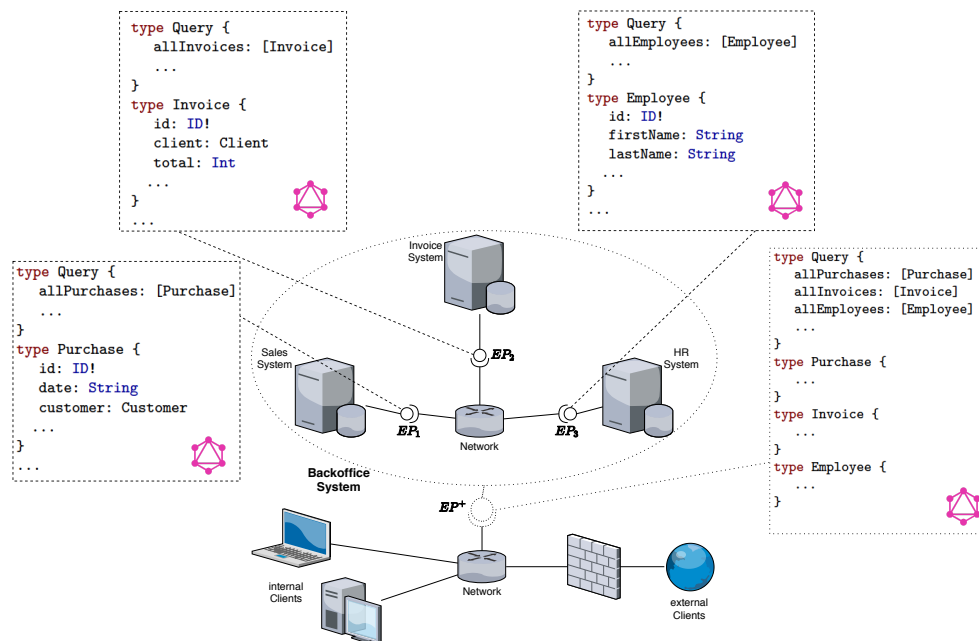 type Query {
allInvoices: [Invoice]
...
}
type Invoice {
id: ID!
client: Client
total: Int
...
}
...
type Query {
allEmployees: [Employee]
...
}
type Employee {
id: ID!
firstName: String
lastName: String
...
}
...
type Query {
allPurchases: [Purchase]
...
}
type Purchase {
id: ID!
date: String
customer: Customer
...
}
...
type Query {
allPurchases: [Purchase]
allInvoices: [Invoice]
allEmployees: [Employee]
...
}
type Purchase {
...
}
type Invoice {
...
}
type Employee {
...
}
Invoice
System
EP₂
Sales
System
HR
System
EP₁
Network
EP₃
Backoffice
System
EP⁺
internal
Clients
Network
external
Clients